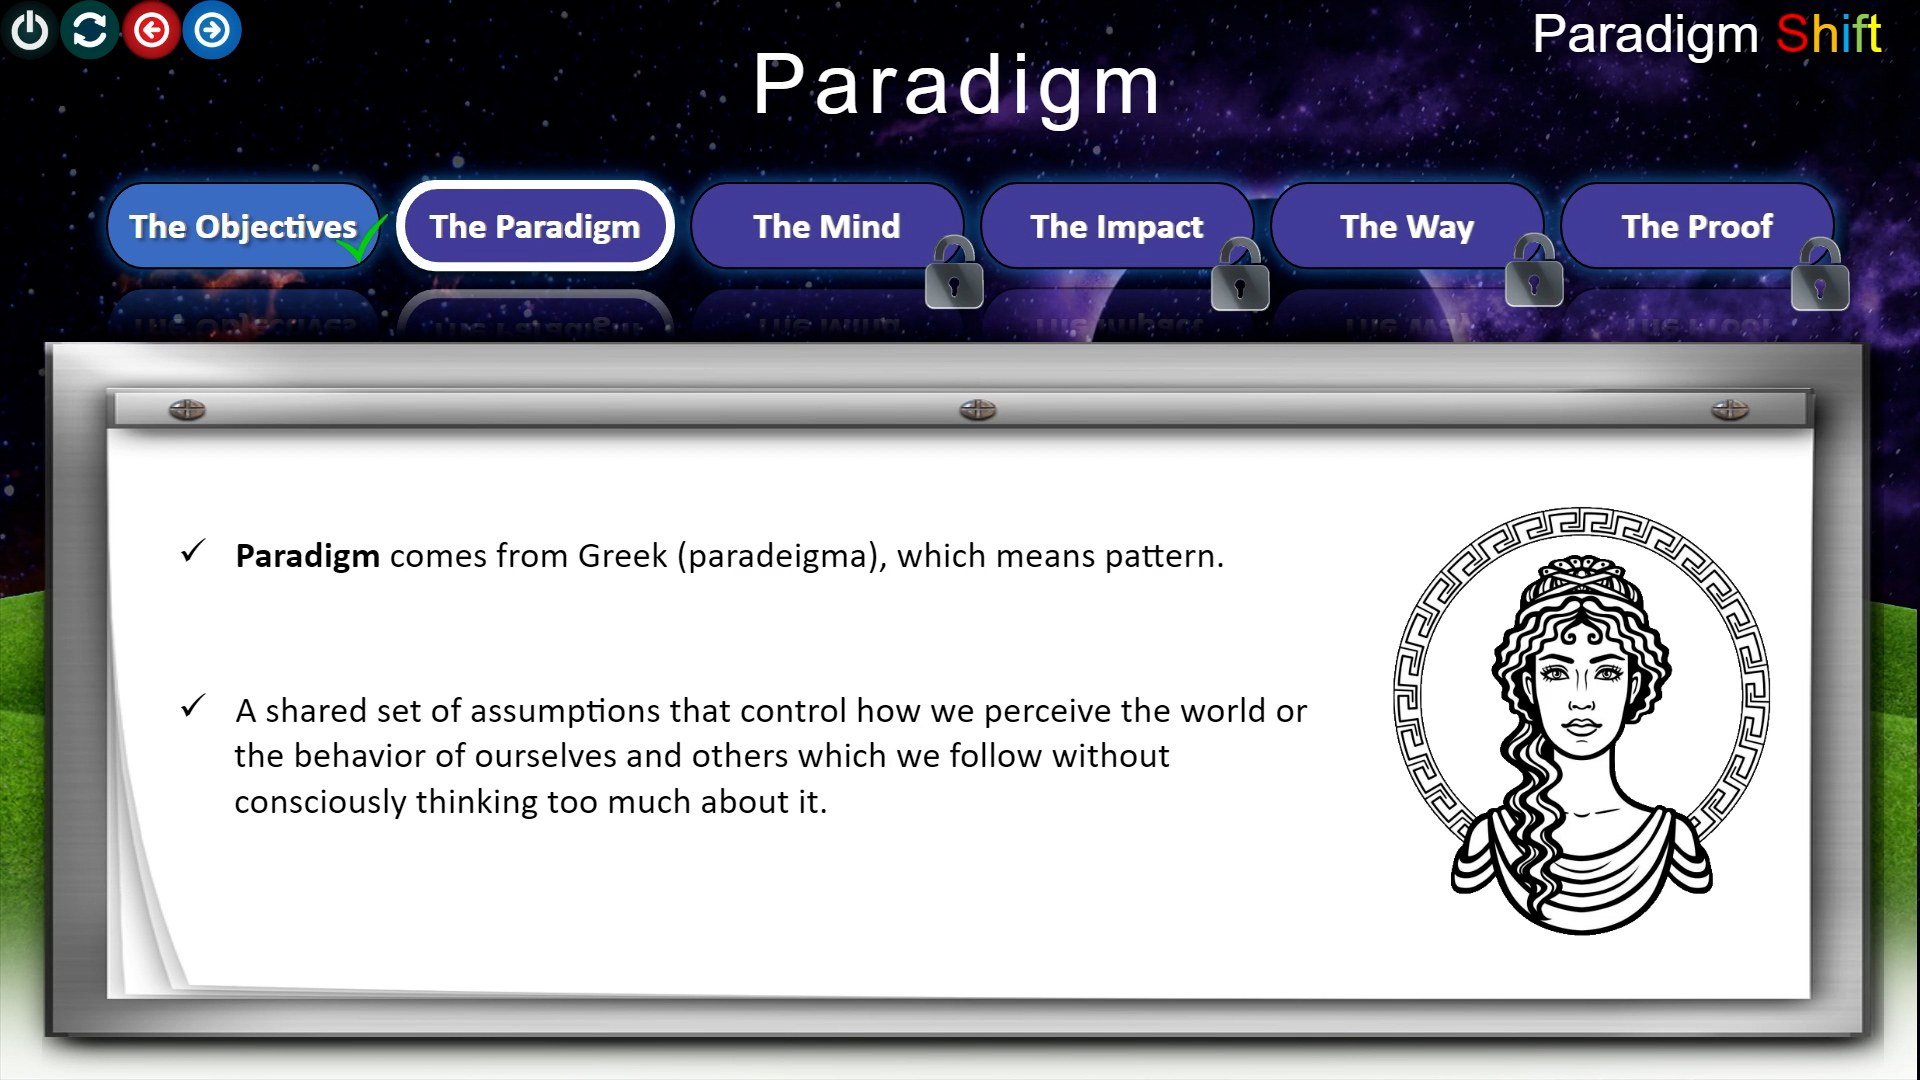 Paradigm Shift
Paradigm
The Objectives
The Paradigm
The Mind
The Impact
The Way
The Proof
Paradigm comes from Greek (paradeigma), which means pattern.
A shared set of assumptions that control how we perceive the world or
the behavior of ourselves and others which we follow without
consciously thinking too much about it.